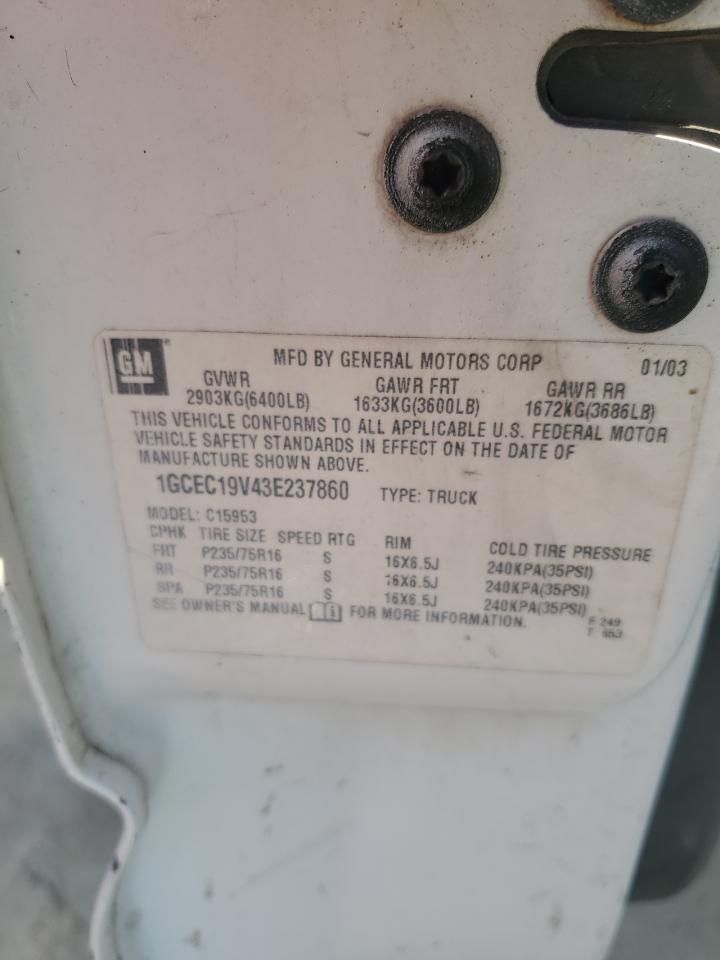 GM
MFD BY GENERAL MOTORS CORP 01/03
GVWR GAWR FRT GAWR RR
2903KG(6400LB) 1633KG(3600LB) 1672KG(3686LB)
THIS VEHICLE CONFORMS TO ALL APPLICABLE U.S. FEDERAL MOTOR
VEHICLE SAFETY STANDARDS IN EFFECT ON THE DATE OF
MANUFACTURE SHOWN ABOVE.
1GCEC19V43E237860 TYPE: TRUCK
MODEL: C15953
CPHK TIRE SIZE SPEED RTG RIM COLD TIRE PRESSURE
FRT P235/75R16 S 16X6.5J 240KPA(35PSI)
RR P235/75R16 S 16X6.5J 240KPA(35PSI)
SPA P235/75R16 S 16X6.5J 240KPA(35PSI)
SEE OWNER'S MANUAL FOR MORE INFORMATION.
F 249
T 653